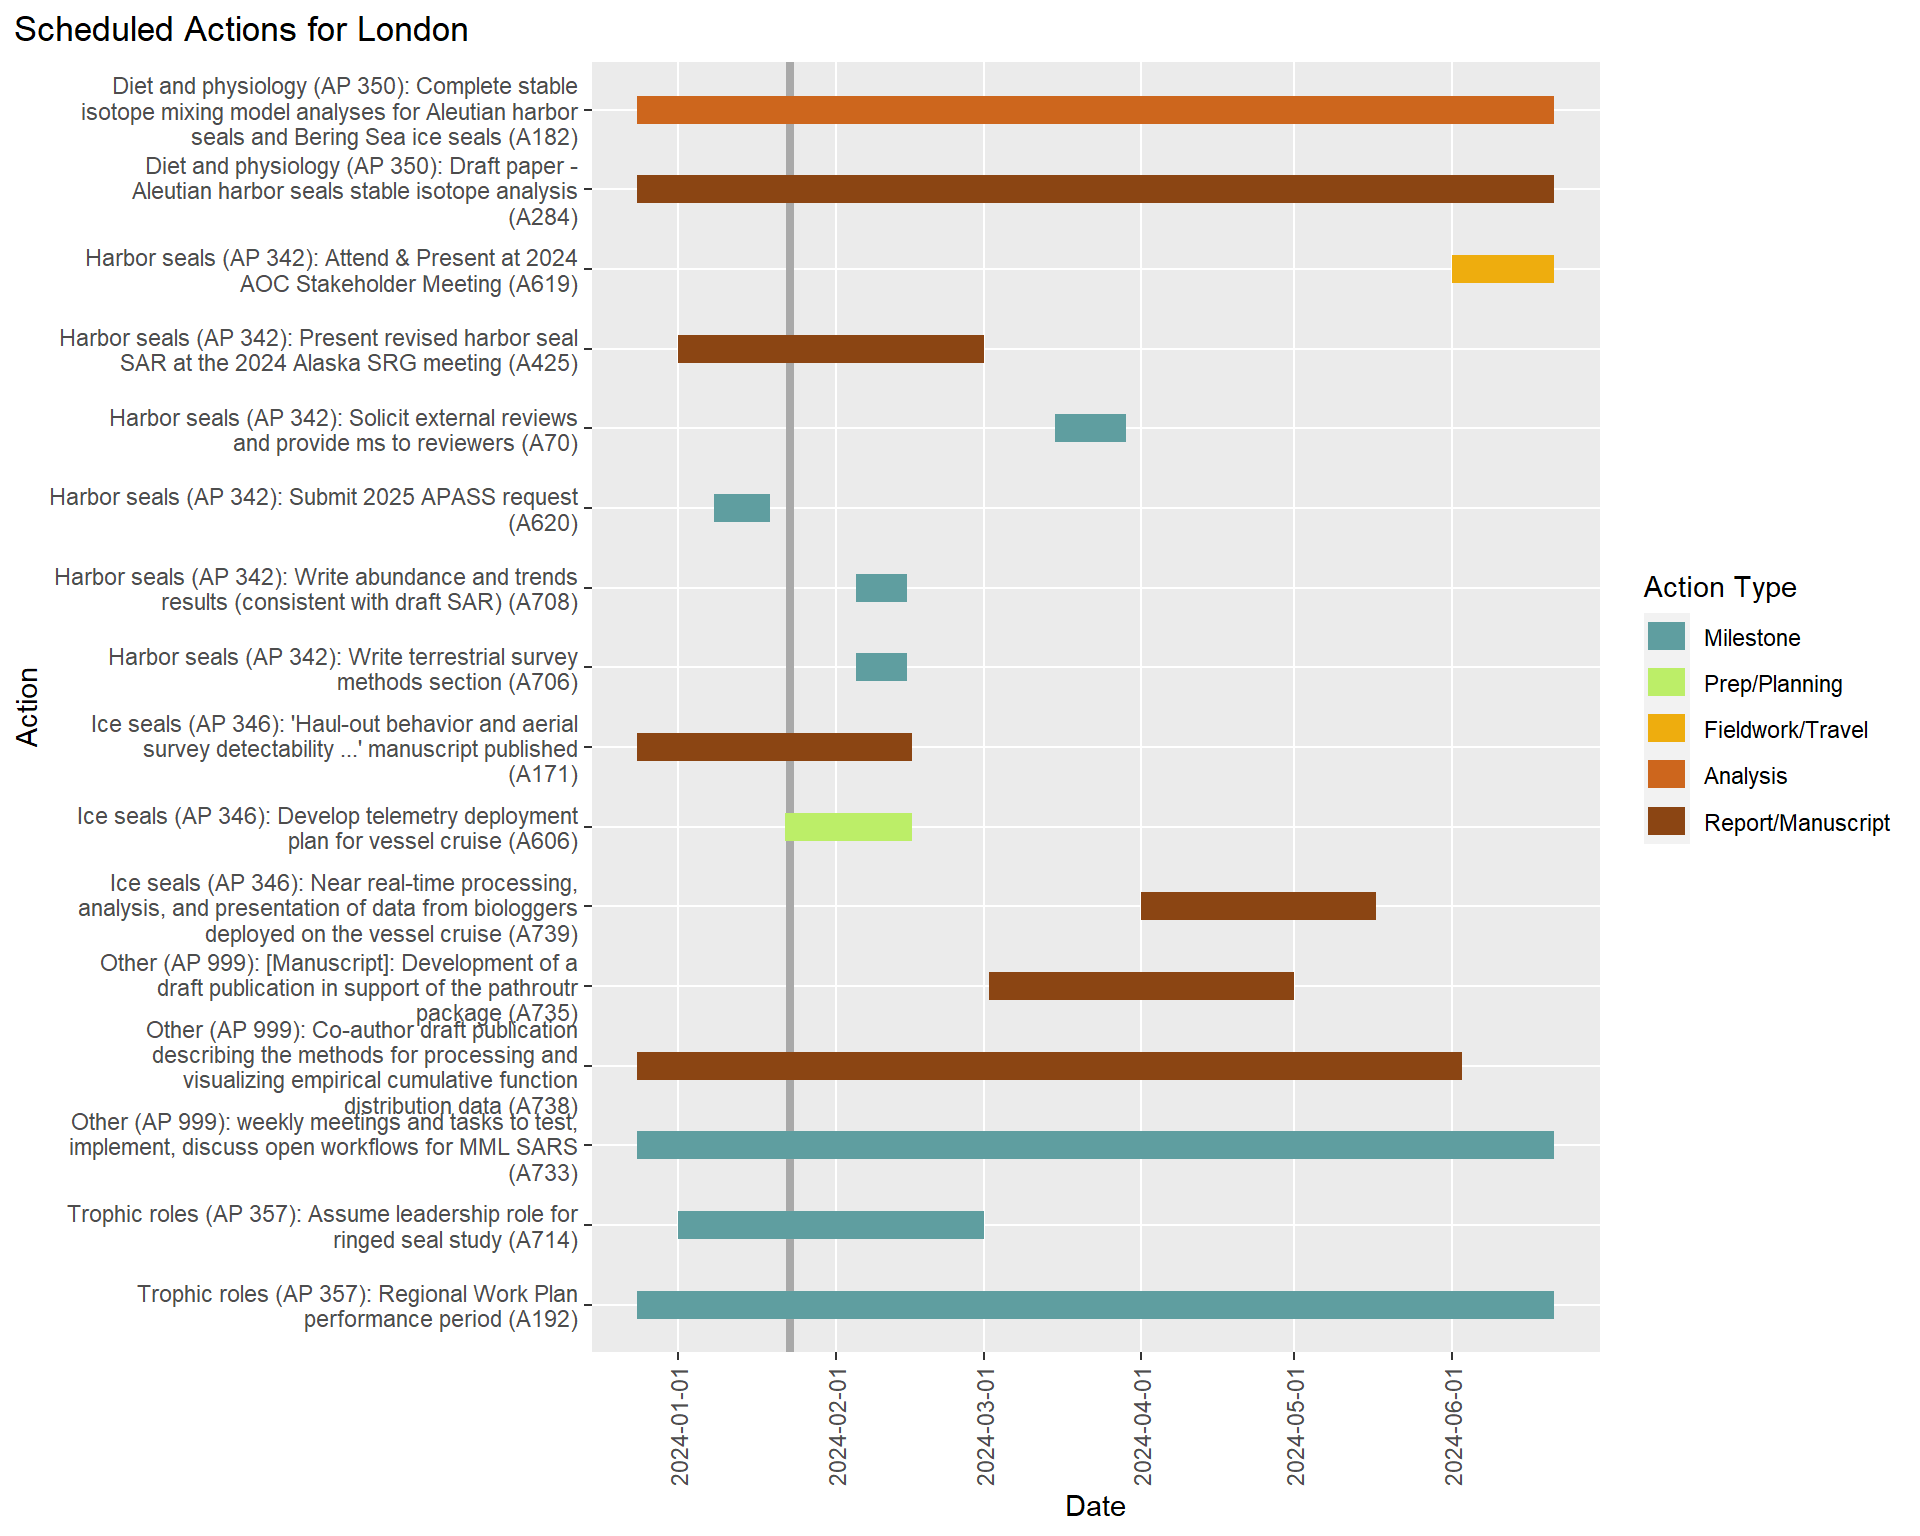 Scheduled Actions for London
Diet and physiology (AP 350): Complete stable
isotope mixing model analyses for Aleutian harbor
seals and Bering Sea ice seals (A182)
Diet and physiology (AP 350): Draft paper -
Aleutian harbor seals stable isotope analysis
(A284)
Harbor seals (AP 342): Attend & Present at 2024
AOC Stakeholder Meeting (A619)
Harbor seals (AP 342): Present revised harbor seal
SAR at the 2024 Alaska SRG meeting (A425)
Harbor seals (AP 342): Solicit external reviews
and provide ms to reviewers (A70)
Harbor seals (AP 342): Submit 2025 APASS request
(A620)
Harbor seals (AP 342): Write abundance and trends
results (consistent with draft SAR) (A708)
Harbor seals (AP 342): Write terrestrial survey
methods section (A706)
Ice seals (AP 346): 'Haul-out behavior and aerial
survey detectability ...' manuscript published
(A171)
Ice seals (AP 346): Develop telemetry deployment
plan for vessel cruise (A606)
Ice seals (AP 346): Near real-time processing,
analysis, and presentation of data from biologgers
deployed on the vessel cruise (A739)
Other (AP 999): [Manuscript]: Development of a
draft publication in support of the pathroutr
package (A735)
Other (AP 999): Co-author draft publication
describing the methods for processing and
visualizing empirical cumulative function
distribution data (A738)
Other (AP 999): weekly meetings and tasks to test,
implement, discuss open workflows for MML SARS
(A733)
Trophic roles (AP 357): Assume leadership role for
ringed seal study (A714)
Trophic roles (AP 357): Regional Work Plan
performance period (A192)
Action
2024-01-01
2024-02-01
2024-03-01
2024-04-01
2024-05-01
2024-06-01
Date
Action Type
Milestone
Prep/Planning
Fieldwork/Travel
Analysis
Report/Manuscript